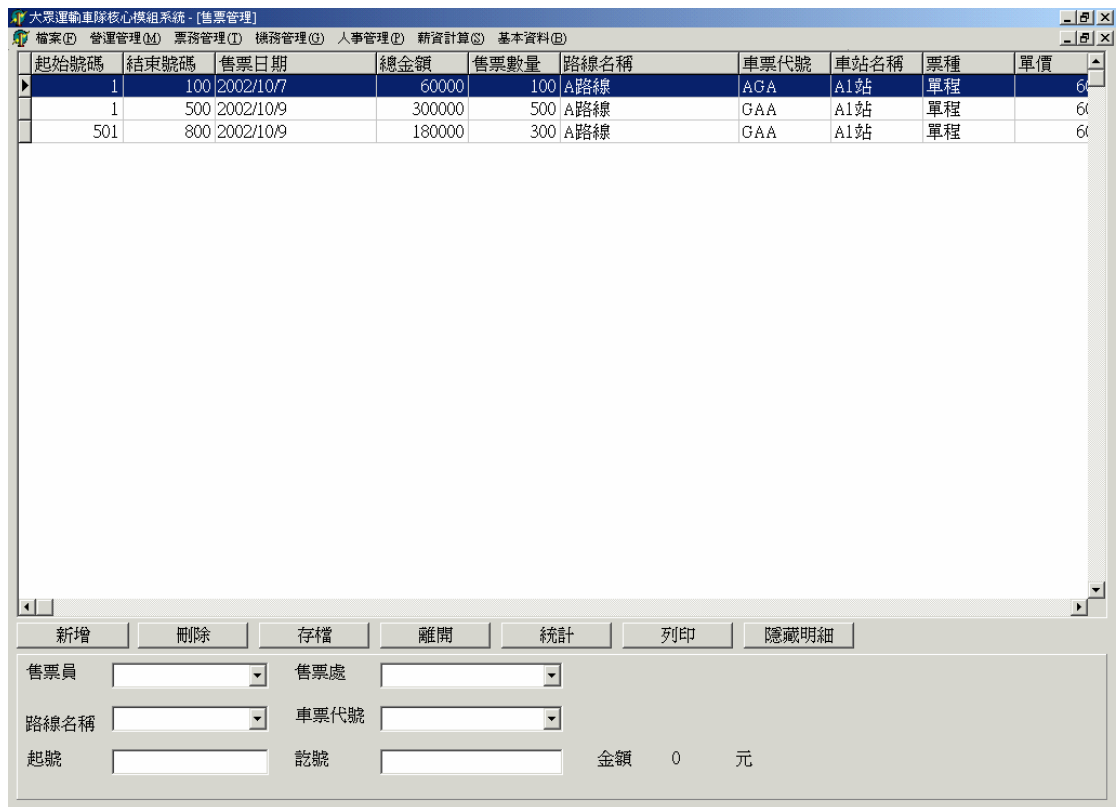 大眾運輸車隊核心模組系統 - [售票管理]
檔案(F) 營運管理(M) 票務管理(T) 機務管理(G) 人事管理(P) 薪資計算(S) 基本資料(B)
起始號碼 結束號碼 售票日期 總金額 售票數量 路線名稱 車票代號 車站名稱 票種 單價
1 100 2002/10/7 60000 100 A路線 AGA A1站 單程 60
1 500 2002/10/9 300000 500 A路線 GAA A1站 單程 60
501 800 2002/10/9 180000 300 A路線 GAA A1站 單程 60
新增 刪除 存檔 離開 統計 列印 隱藏明細
售票員 售票處
路線名稱 車票代號
起號 訖號 金額 0 元